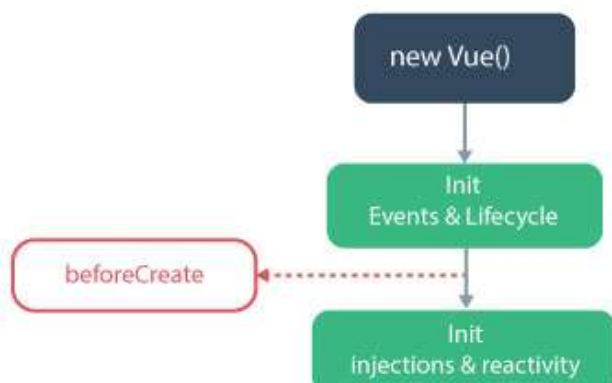 new Vue()
Init
Events & Lifecycle
beforeCreate
Init
injections & reactivity